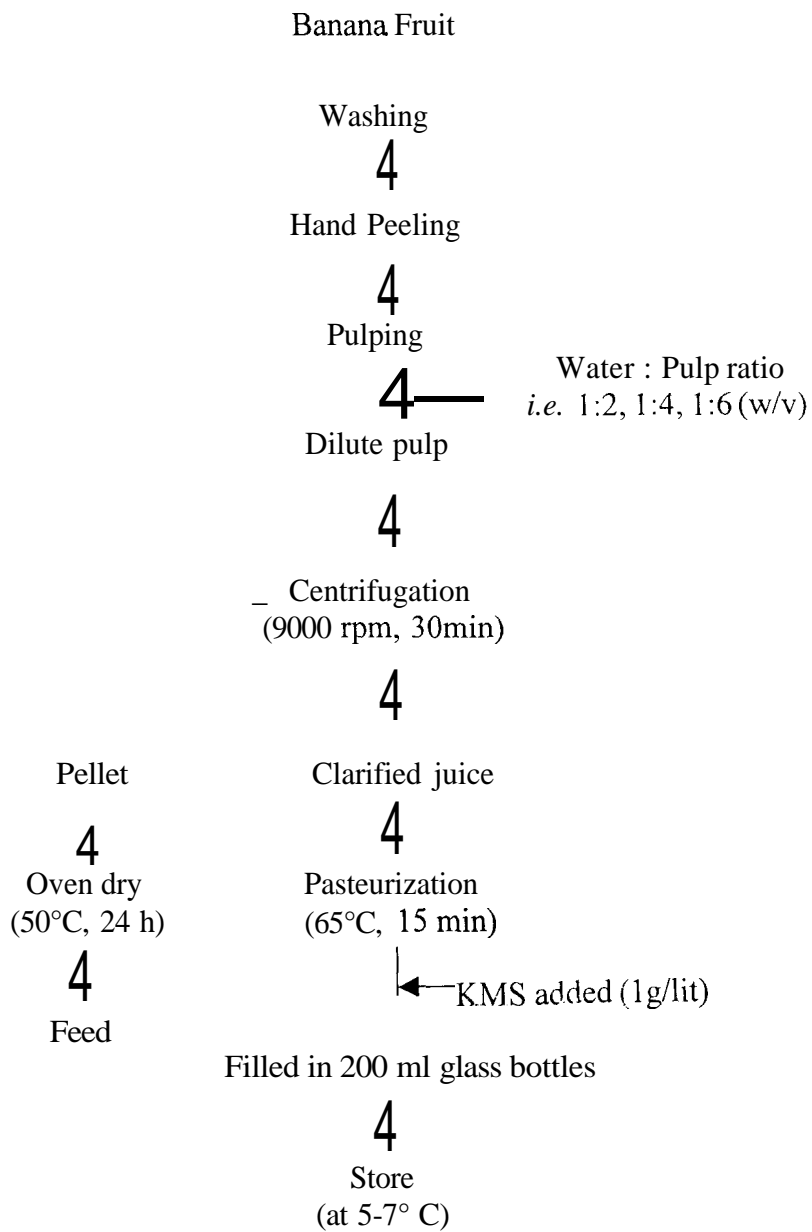 Banana Fruit
Washing
4
Hand Peeling
4
Pulping
4
Water : Pulp ratio
i.e. 1:2, 1:4, 1:6 (w/v)
Dilute pulp
4
_ Centrifugation
(9000 rpm, 30min)
4
Pellet
Clarified juice
4
4
Oven dry
(50°C, 24 h)
Pasteurization
(65°C, 15 min)
4
KMS added (1g/lit)
Feed
Filled in 200 ml glass bottles
4
Store
(at 5-7° C)